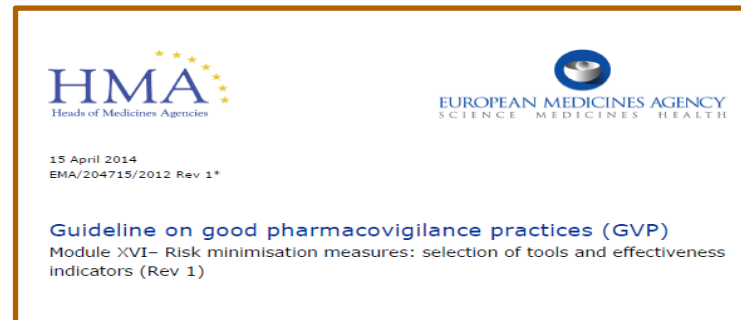 HMA
Heads of Medicines Agencies
EUROPEAN MEDICINES AGENCY
SCIENCE MEDICINES HEALTH
15 April 2014
EMA/204715/2012 Rev 1*
Guideline on good pharmacovigilance practices (GVP)
Module XVI– Risk minimisation measures: selection of tools and effectiveness
indicators (Rev 1)